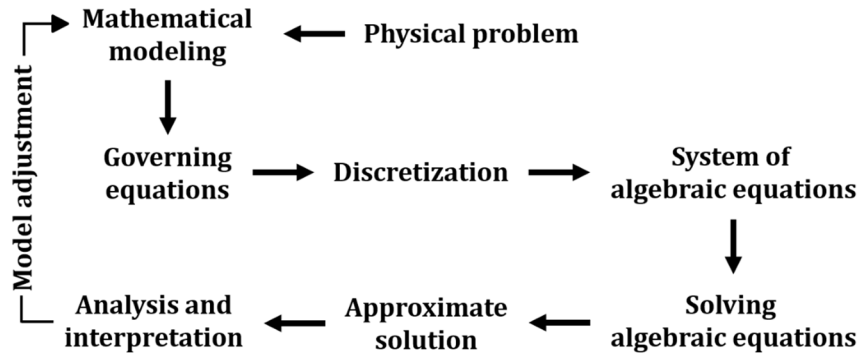 Mathematical
modeling
Physical problem
Model adjustment
Governing
equations
Discretization
System of
algebraic equations
Analysis and
interpretation
Approximate
solution
Solving
algebraic equations